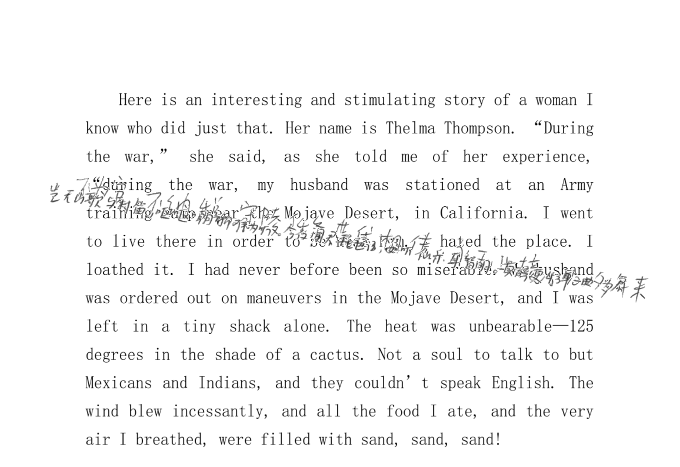 Here is an interesting and stimulating story of a woman I
know who did just that. Her name is Thelma Thompson. “During
the war,” she said, as she told me of her experience,
“during the war, my husband was stationed at an Army
training camp near the Mojave Desert, in California. I went
to live there in order to be near him. I hated the place. I
loathed it. I had never before been so miserable. My husband
was ordered out on maneuvers in the Mojave Desert, and I was
left in a tiny shack alone. The heat was unbearable—125
degrees in the shade of a cactus. Not a soul to talk to but
Mexicans and Indians, and they couldn’t speak English. The
wind blew incessantly, and all the food I ate, and the very
air I breathed, were filled with sand, sand, sand!